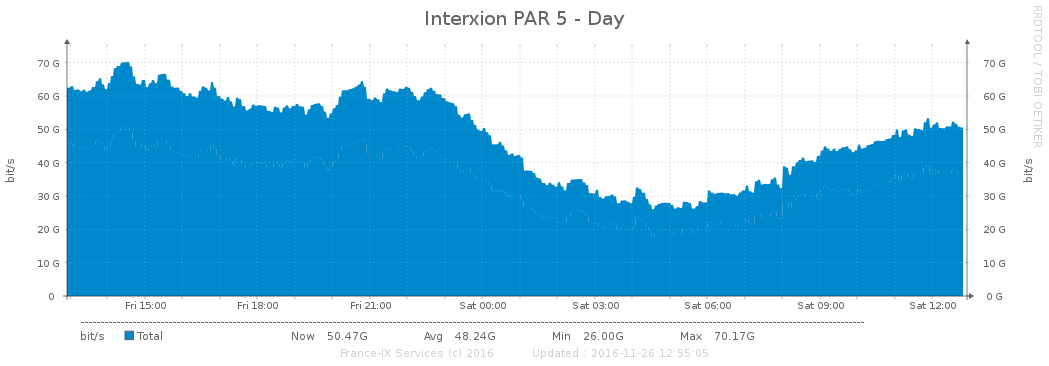 Interxion PAR 5 - Day
RRDTOOL / TOBI OETIKER
bit/s
70 G 70 G
60 G 60 G
50 G 50 G
40 G 40 G
30 G 30 G
20 G 20 G
10 G 10 G
0 0 G
bit/s
Fri 15:00 Fri 18:00 Fri 21:00 Sat 00:00 Sat 03:00 Sat 06:00 Sat 09:00 Sat 12:00
bit/s Total Now 50.47G Avg 48.24G Min 26.00G Max 70.17G
France-IX Services (c) 2016 Updated : 2016-11-26 12:55:05